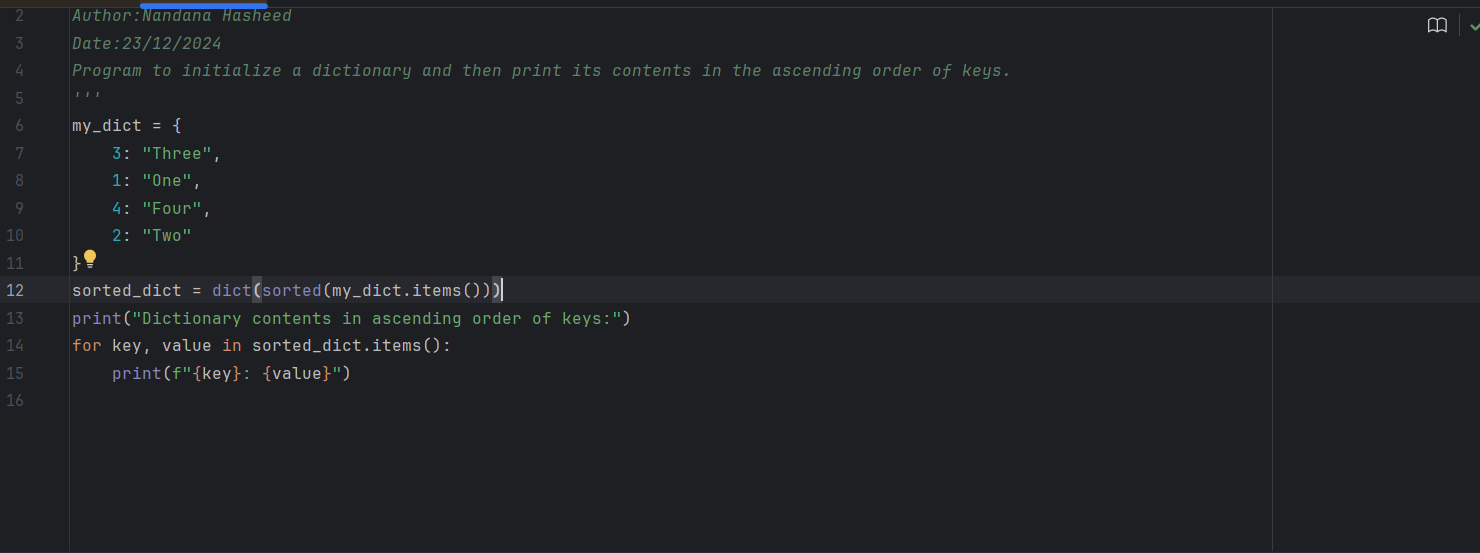 2 Author:Nandana Hasheed
3 Date:23/12/2024
4 Program to initialize a dictionary and then print its contents in the ascending order of keys.
5 '''
6 my_dict = {
7     3: "Three",
8     1: "One",
9     4: "Four",
10     2: "Two"
11 }
12 sorted_dict = dict(sorted(my_dict.items()))
13 print("Dictionary contents in ascending order of keys:")
14 for key, value in sorted_dict.items():
15     print(f"{key}: {value}")
16